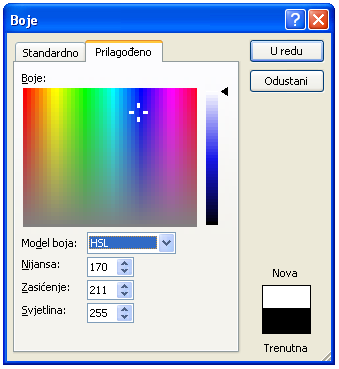 Boje
Standardno Prilagođeno
U redu
Odustani
Boje:
Model boja: HSL
Nijansa: 170
Zasićenje: 211
Svjetlina: 255
Nova
Trenutna